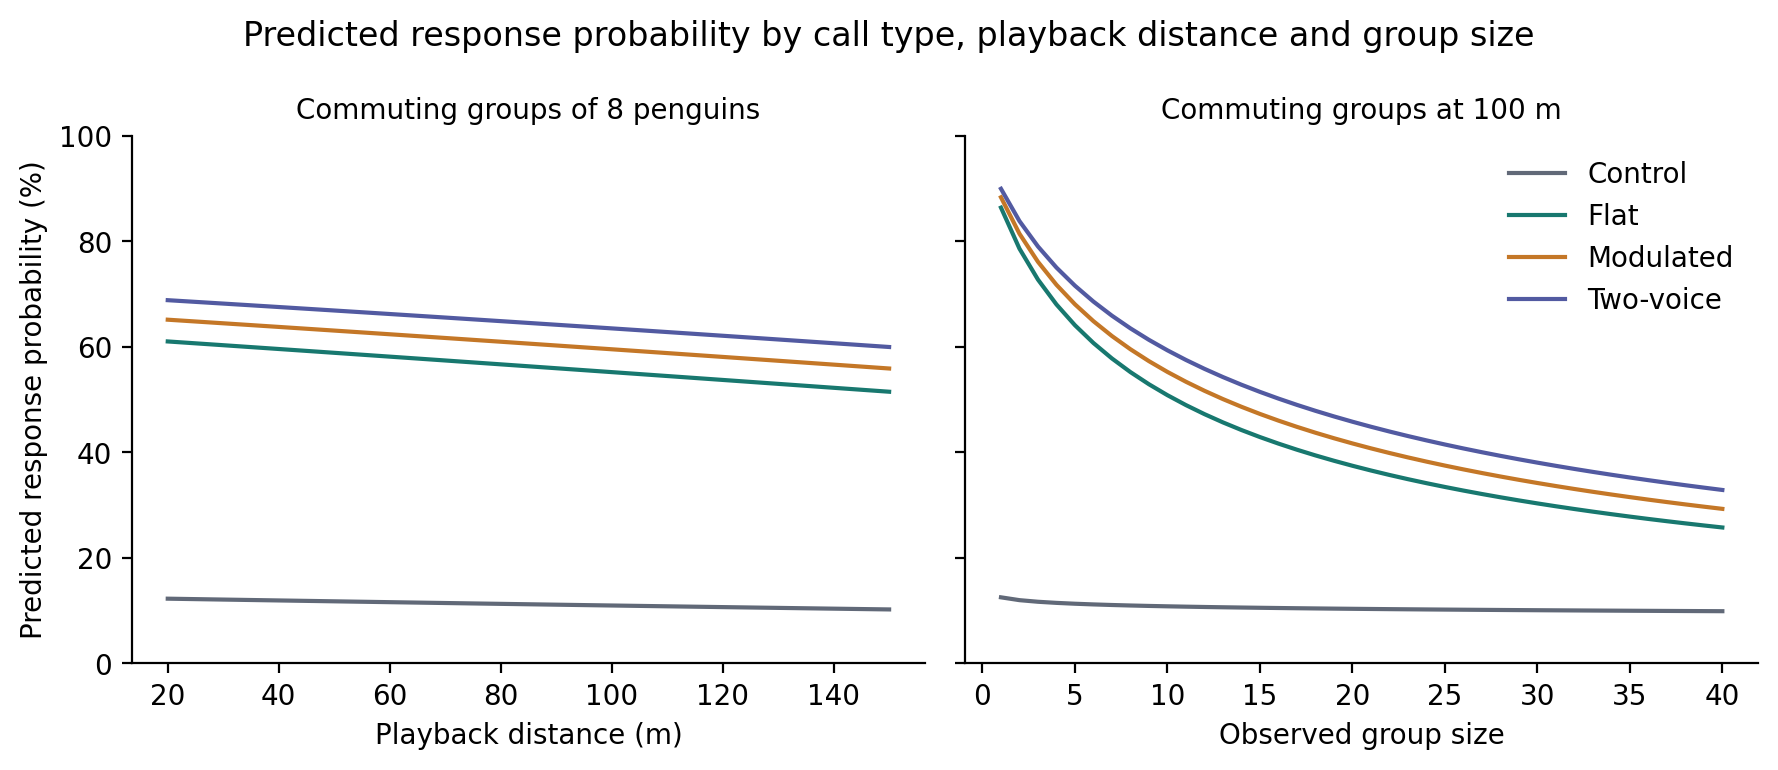 Predicted response probability by call type, playback distance and group size
Commuting groups of 8 penguins
Predicted response probability (%)
100
80
60
40
20
0
20 40 60 80 100 120 140
Playback distance (m)
Commuting groups at 100 m
Control
Flat
Modulated
Two-voice
0 5 10 15 20 25 30 35 40
Observed group size